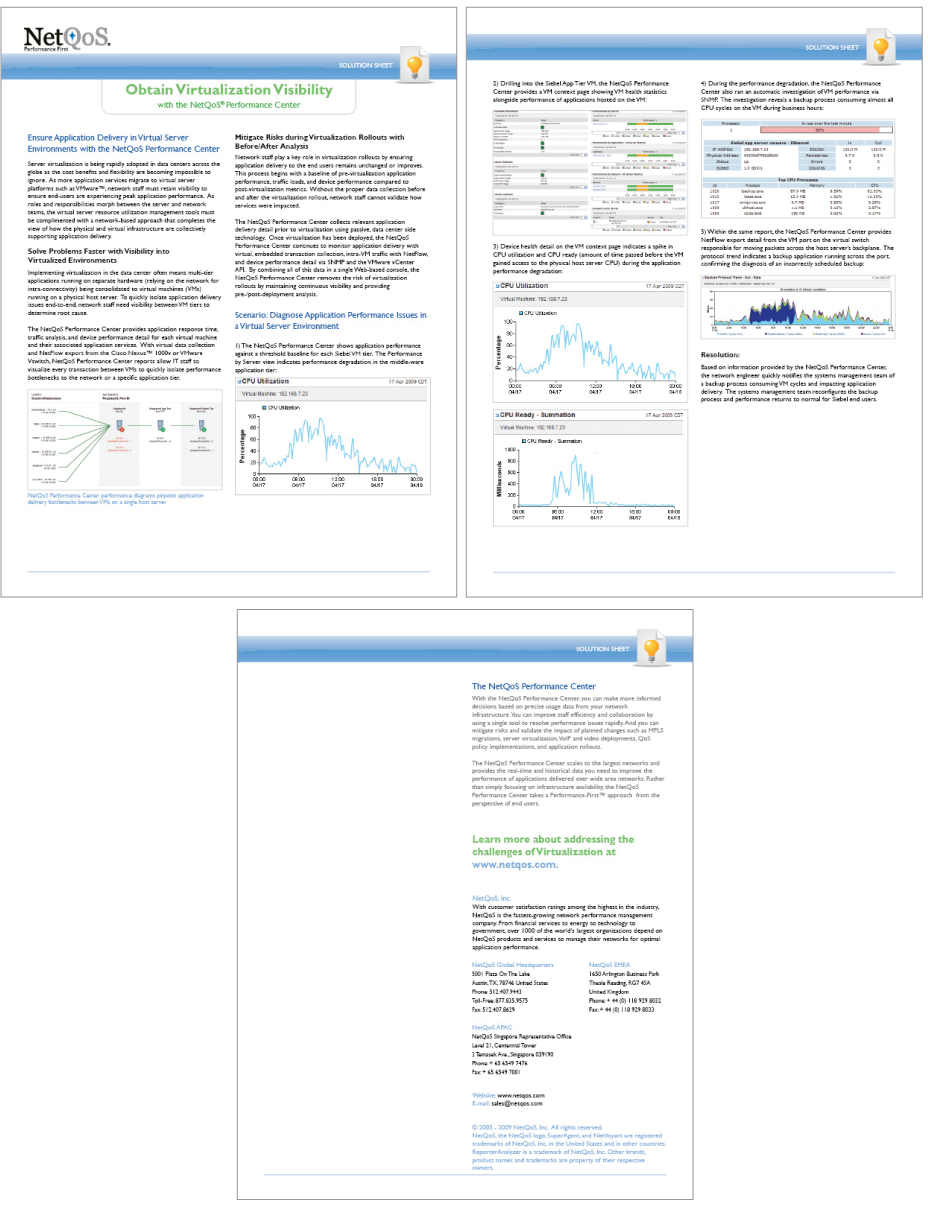 NetQoS.
Performance First
SOLUTION SHEET
Obtain Virtualization Visibility
with the NetQoS® Performance Center
Ensure Application Delivery in Virtual Server
Environments with the NetQoS Performance Center
Server virtualization is being rapidly adopted in data centers across the
globe as the cost benefits and flexibility are becoming impossible to
ignore. As more application services migrate to virtual server
platforms such as VMware™, network staff must retain visibility to
ensure end-users are experiencing peak application performance. As
roles and responsibilities morph between the server and network
teams, the virtual server resource utilization management tools must
be complimented with a network-based approach that completes the
view of how the physical and virtual infrastructure are collectively
supporting application delivery.
Solve Problems Faster with Visibility into
Virtualized Environments
Implementing virtualization in the data center often means multi-tier
applications running on separate hardware (relying on the network for
intra-connectivity) being consolidated to virtual machines (VMs)
running on a physical host server. To quickly isolate application delivery
issues end-to-end, network staff need visibility between VM tiers to
determine root cause.
The NetQoS Performance Center provides application response time,
traffic analysis, and device performance detail for each virtual machine
and their associated application services. With virtual data collection
and NetFlow export from the Cisco Nexus™ 1000v or VMware
Vswitch, NetQoS Performance Center reports allow IT staff to
visualize every transaction between VMs to quickly isolate performance
bottlenecks to the network or a specific application tier.
NetQoS Performance Center performance diagrams pinpoint application
delivery bottlenecks between VMs on a single host server
Mitigate Risks during Virtualization Rollouts with
Before/After Analysis
Network staff play a key role in virtualization rollouts by ensuring
application delivery to the end users remains unchanged or improves.
This process begins with a baseline of pre-virtualization application
performance, traffic loads, and device performance compared to
post-virtualization metrics. Without the proper data collection before
and after the virtualization rollout, network staff cannot validate how
services were impacted.
The NetQoS Performance Center collects relevant application
delivery detail prior to virtualization using passive, data center side
technology. Once virtualization has been deployed, the NetQoS
Performance Center continues to monitor application delivery with
virtual, embedded transaction collection, intra-VM traffic with NetFlow,
and device performance detail via SNMP and the VMware vCenter
API. By combining all of this data in a single Web-based console, the
NetQoS Performance Center removes the risk of virtualization
rollouts by maintaining continuous visibility and providing
pre-/post-deployment analysis.
Scenario: Diagnose Application Performance Issues in
a Virtual Server Environment
1) The NetQoS Performance Center shows application performance
against a threshold baseline for each Siebel VM tier. The Performance
by Server view indicates performance degradation in the middle-ware
application tier:
CPU Utilization 17 Apr 2009 CDT
Virtual Machine: 192.168.7.23
CPU Utilization
Percentage
100
80
60
40
20
0
00:00 06:00 12:00 18:00 00:00
04/17 04/17 04/17 04/17 04/18
SOLUTION SHEET
2) Drilling into the Siebel App Tier VM, the NetQoS Performance
Center provides a VM context page showing VM health statistics
alongside performance of applications hosted on the VM:
3) Device health detail on the VM context page indicates a spike in
CPU utilization and CPU ready (amount of time passed before the VM
gained access to the physical host server CPU) during the application
performance degradation:
CPU Utilization 17 Apr 2009 CDT
Virtual Machine: 192.168.7.23
CPU Utilization
Percentage
100
80
60
40
20
0
00:00 06:00 12:00 18:00 00:00
04/17 04/17 04/17 04/17 04/18
CPU Ready - Summation 17 Apr 2009 CDT
Virtual Machine: 192.168.7.23
CPU Ready - Summation
Milliseconds
1000
800
600
400
200
0
00:00 06:00 12:00 18:00 00:00
04/17 04/17 04/17 04/17 04/18
4) During the performance degradation, the NetQoS Performance
Center also ran an automatic investigation of VM performance via
SNMP. The investigation reveals a backup process consuming almost all
CPU cycles on the VM during business hours:
Processor % in use over the last minute
Top CPU Processes
Id Process Memory CPU
5) Within the same report, the NetQoS Performance Center provides
NetFlow export detail from the VM port on the virtual switch
responsible for moving packets across the host server's backplane. The
protocol trend indicates a backup application running across the port,
confirming the diagnosis of an incorrectly scheduled backup:
Resolution:
Based on information provided by the NetQoS Performance Center,
the network engineer quickly notifies the systems management team of
a backup process consuming VM cycles and impacting application
delivery. The systems management team reconfigures the backup
process and performance returns to normal for Siebel end users.
SOLUTION SHEET
The NetQoS Performance Center
With the NetQoS Performance Center, you can make more informed
decisions based on precise usage data from your network
infrastructure. You can improve staff efficiency and collaboration by
using a single tool to resolve performance issues rapidly. And you can
mitigate risks and validate the impact of planned changes such as MPLS
migrations, server virtualization, VoIP and video deployments, QoS
policy implementations, and application rollouts.
The NetQoS Performance Center scales to the largest networks and
provides the real-time and historical data you need to improve the
performance of applications delivered over wide area networks. Rather
than simply focusing on infrastructure availability, the NetQoS
Performance Center takes a Performance-First™ approach from the
perspective of end users.
Learn more about addressing the
challenges of Virtualization at
www.netqos.com.
NetQoS, Inc.
With customer satisfaction ratings among the highest in the industry,
NetQoS is the fastest-growing network performance management
company. From financial services to energy to technology to
government, over 1000 of the world's largest organizations depend on
NetQoS products and services to manage their networks for optimal
application performance.
NetQoS Global Headquarters
5001 Plaza On The Lake
Austin, TX, 78746 United States
Phone: 512.407.9443
Toll-Free: 877.835.9575
Fax: 512.407.8629
NetQoS EMEA
1650 Arlington Business Park
Theale Reading, RG7 4SA
United Kingdom
Phone: + 44 (0) 118 929 8032
Fax: + 44 (0) 118 929 8033
NetQoS APAC
NetQoS Singapore Representative Office
Level 21, Centennial Tower
3 Temasek Ave., Singapore 039190
Phone: + 65 6549 7476
Fax: + 65 6549 7001
Website: www.netqos.com
E-mail: sales@netqos.com
© 2005 - 2009 NetQoS, Inc. All rights reserved.
NetQoS, the NetQoS logo, SuperAgent, and NetVoyant are registered
trademarks of NetQoS, Inc. in the United States and in other countries.
ReporterAnalyzer is a trademark of NetQoS, Inc. Other brands,
product names and trademarks are property of their respective
owners.